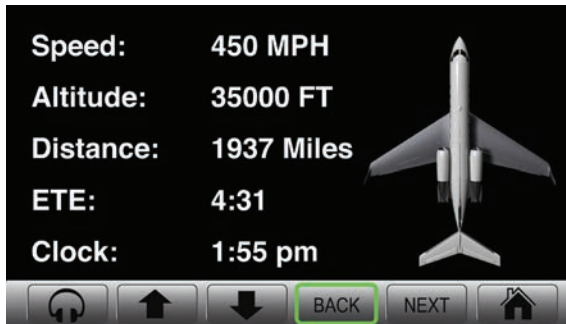 Speed: 450 MPH
Altitude: 35000 FT
Distance: 1937 Miles
ETE: 4:31
Clock: 1:55 pm
BACK NEXT